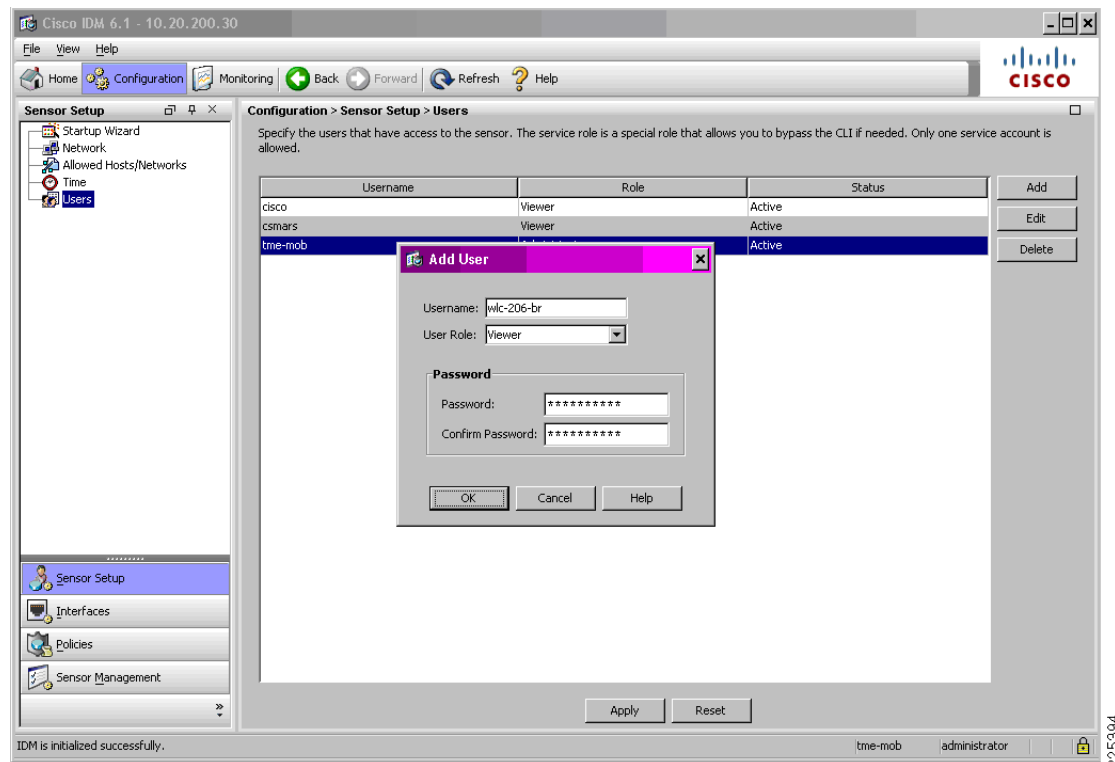 Cisco IDM 6.1 - 10.20.200.30
File View Help
Home Configuration Monitoring Back Forward Refresh Help
CISCO
Sensor Setup
Startup Wizard
Network
Allowed Hosts/Networks
Time
Users
Configuration > Sensor Setup > Users
Specify the users that have access to the sensor. The service role is a special role that allows you to bypass the CLI if needed. Only one service account is
allowed.
Username Role Status
cisco Viewer Active
csmars Viewer Active
tme-mob Active
Add
Edit
Delete
Add User
Username: wlc-206-br
User Role: Viewer
Password
Password: **********
Confirm Password: **********
OK Cancel Help
Sensor Setup
Interfaces
Policies
Sensor Management
Apply Reset
IDM is initialized successfully.
tme-mob administrator